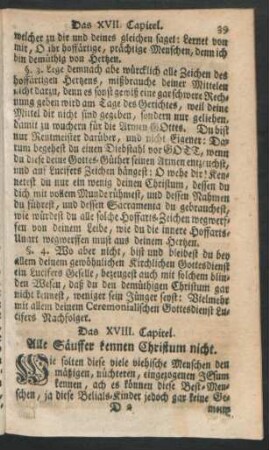 Das XVII. Capitel. 39
welcher zu die und deines gleichen saget: Lernet von
mir, O ihr hoffärtige, prächtige Menschen, denn ich
bin demüthig von Hertzen.
§. 3. Lege demnach abe würcklich alle Zeichen des
hoffärtigen Hertzens, mißbrauche deiner Mittelen
nicht darzu, denn es sonst gewiß eine gar schwere Rech-
nung geben wird am Tage des Gerichtes, weil deine
Mittel dir nicht sind gegeben, sondern nur geliehen,
damit zu wuchern für die Armen GOttes. Du bist
nur Rentmeister darüber, und nicht Eigener: Dar-
um begehest du einen Diebstahl vor GOTT, wenn
du diese deine Gottes-Güther seinen Armen entzeuchst,
und auf Lucifers Zeichen hängest: O wehe dir! Ken-
netest du nur ein wenig deinen Christum, dessen du
dich mit vollem Munde rühmest, und dessen Nahmen
du führest, und dessen Sacramenta du gebrauchest,
wie würdest du alle solche Hoffarts-Zeichen wegwerf-
fen von deinem Leibe, wie du die innere Hoffarts-
Unart wegwerffen must aus deinem Hertzen.
§. 4. Wo aber nicht, bist und bleibest du bey
allem deinem gewöhnlichen Kirchlichen Gottesdienst
ein Lucifers Geselle, bezeugest auch mit solchem blin-
den Wesen, daß du den demüthigen Christum gar
nicht kennest, weniger sein Jünger seyst: Vielmehr
mit allem deinem Ceremonialischen Gottesdienst Lu-
cifers Nachfolger.
Das XVIII. Capitel.
Alle Säuffer kennen Christum nicht.
Wie solten diese viele viehische Menschen den
mäßigen, nüchteren, eingezogenen JEsum
kennen, ach es können diese Best-Men-
schen, ja diese Belials-Kinder jedoch gar keine Ge-
D